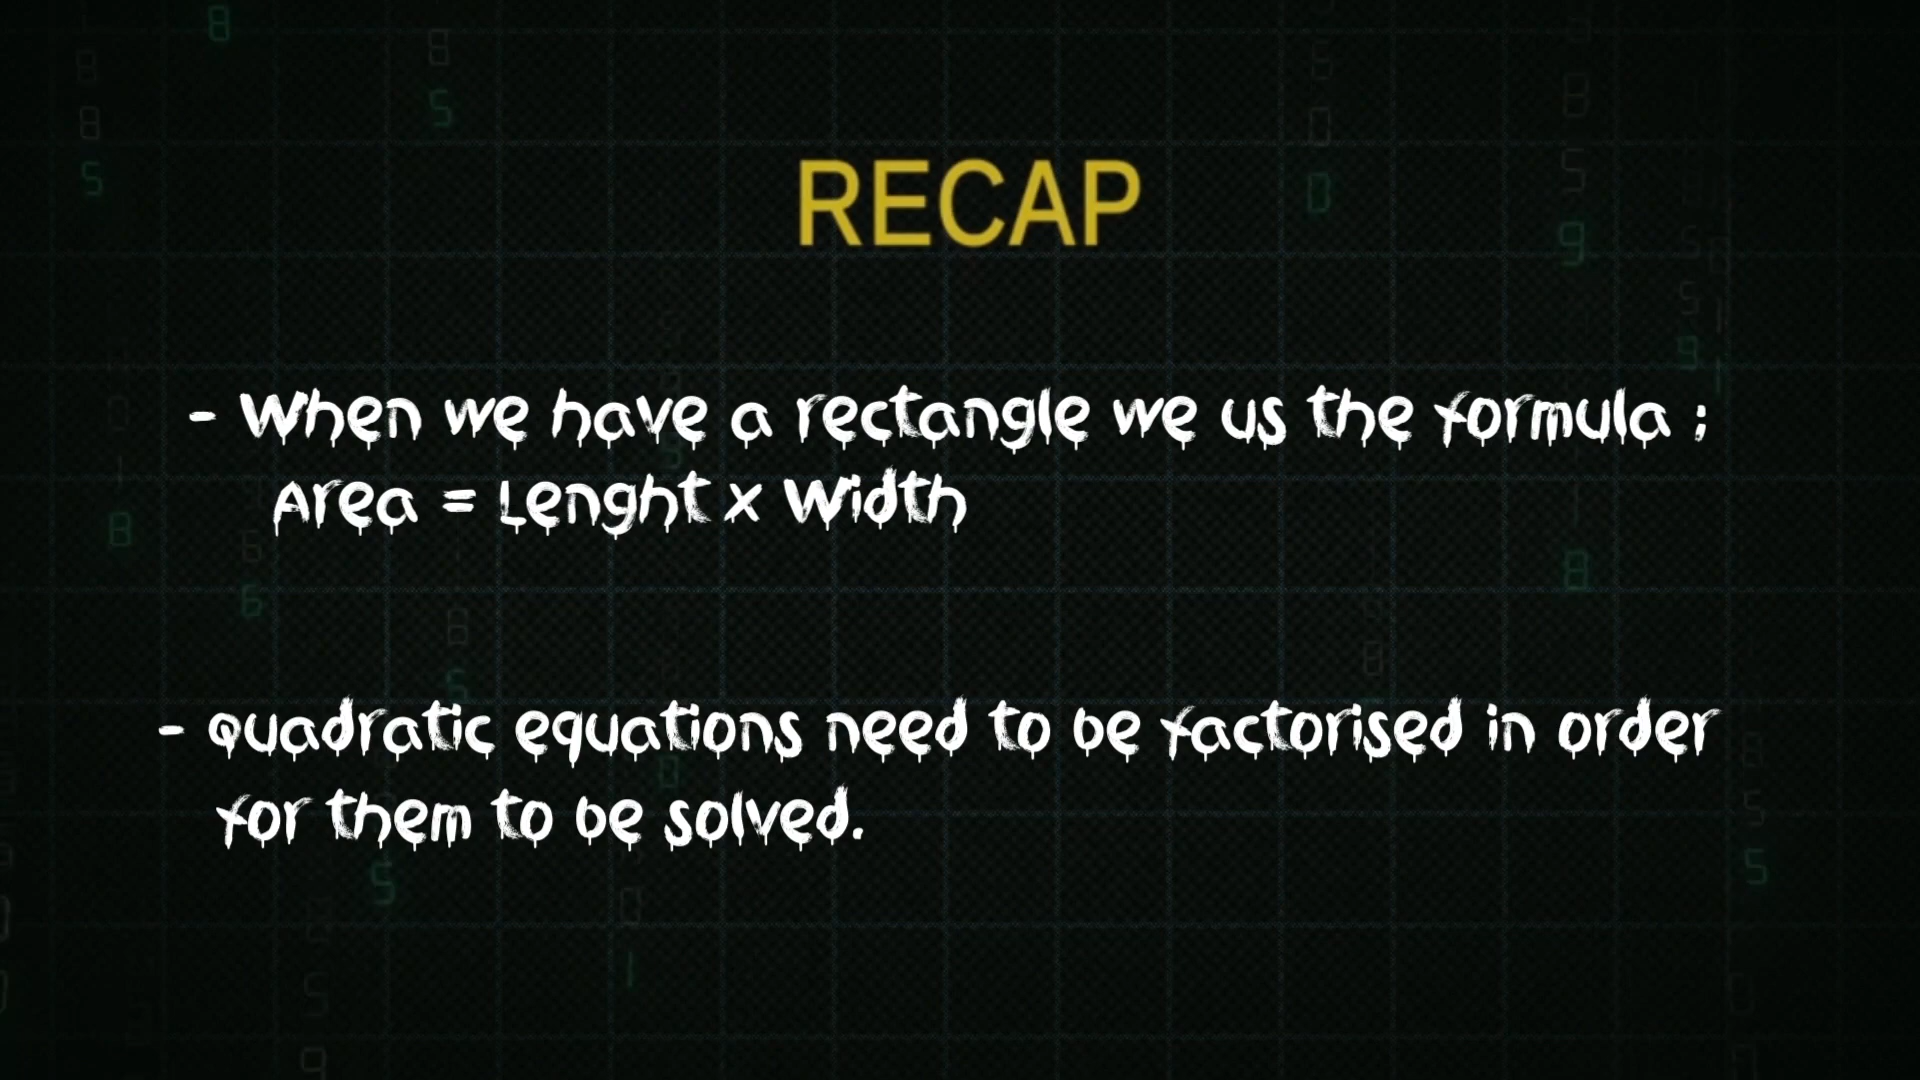 RECAP
- When we have a rectangle we us the formula ;
Area = Lenght x Width
- Quadratic equations need to be factorised in order
for them to be solved.